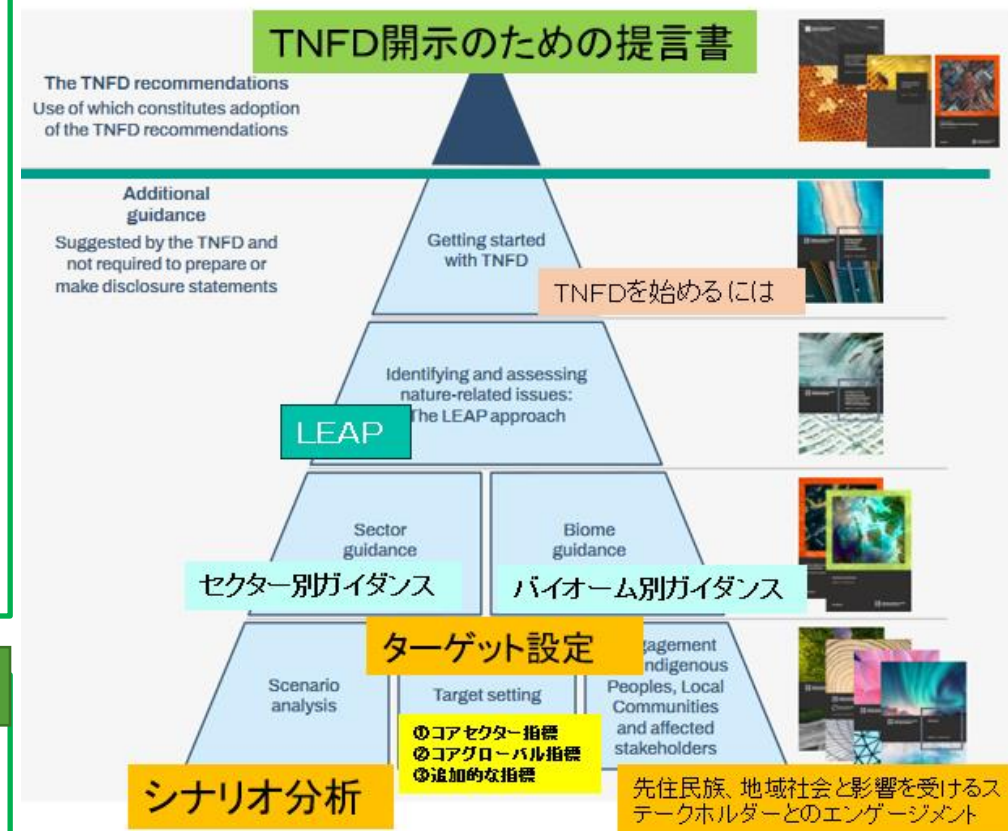 TNFD開示のための提言書
The TNFD recommendations
Use of which constitutes adoption
of the TNFD recommendations
Additional
guidance
Suggested by the TNFD and
not required to prepare or
make disclosure statements
Getting started
with TNFD
TNFDを始めるには
Identifying and assessing
nature-related issues:
The LEAP approach
LEAP
Sector
guidance
Biome
guidance
セクター別ガイダンス
バイオーム別ガイダンス
ターゲット設定
Scenario
analysis
Target setting
①コアセクター指標
②コアグローバル指標
③追加的な指標
Peoples, Local
Communities
and affected
stakeholders
シナリオ分析
先住民族、地域社会と影響を受けるス
テークホルダーとのエンゲージメント